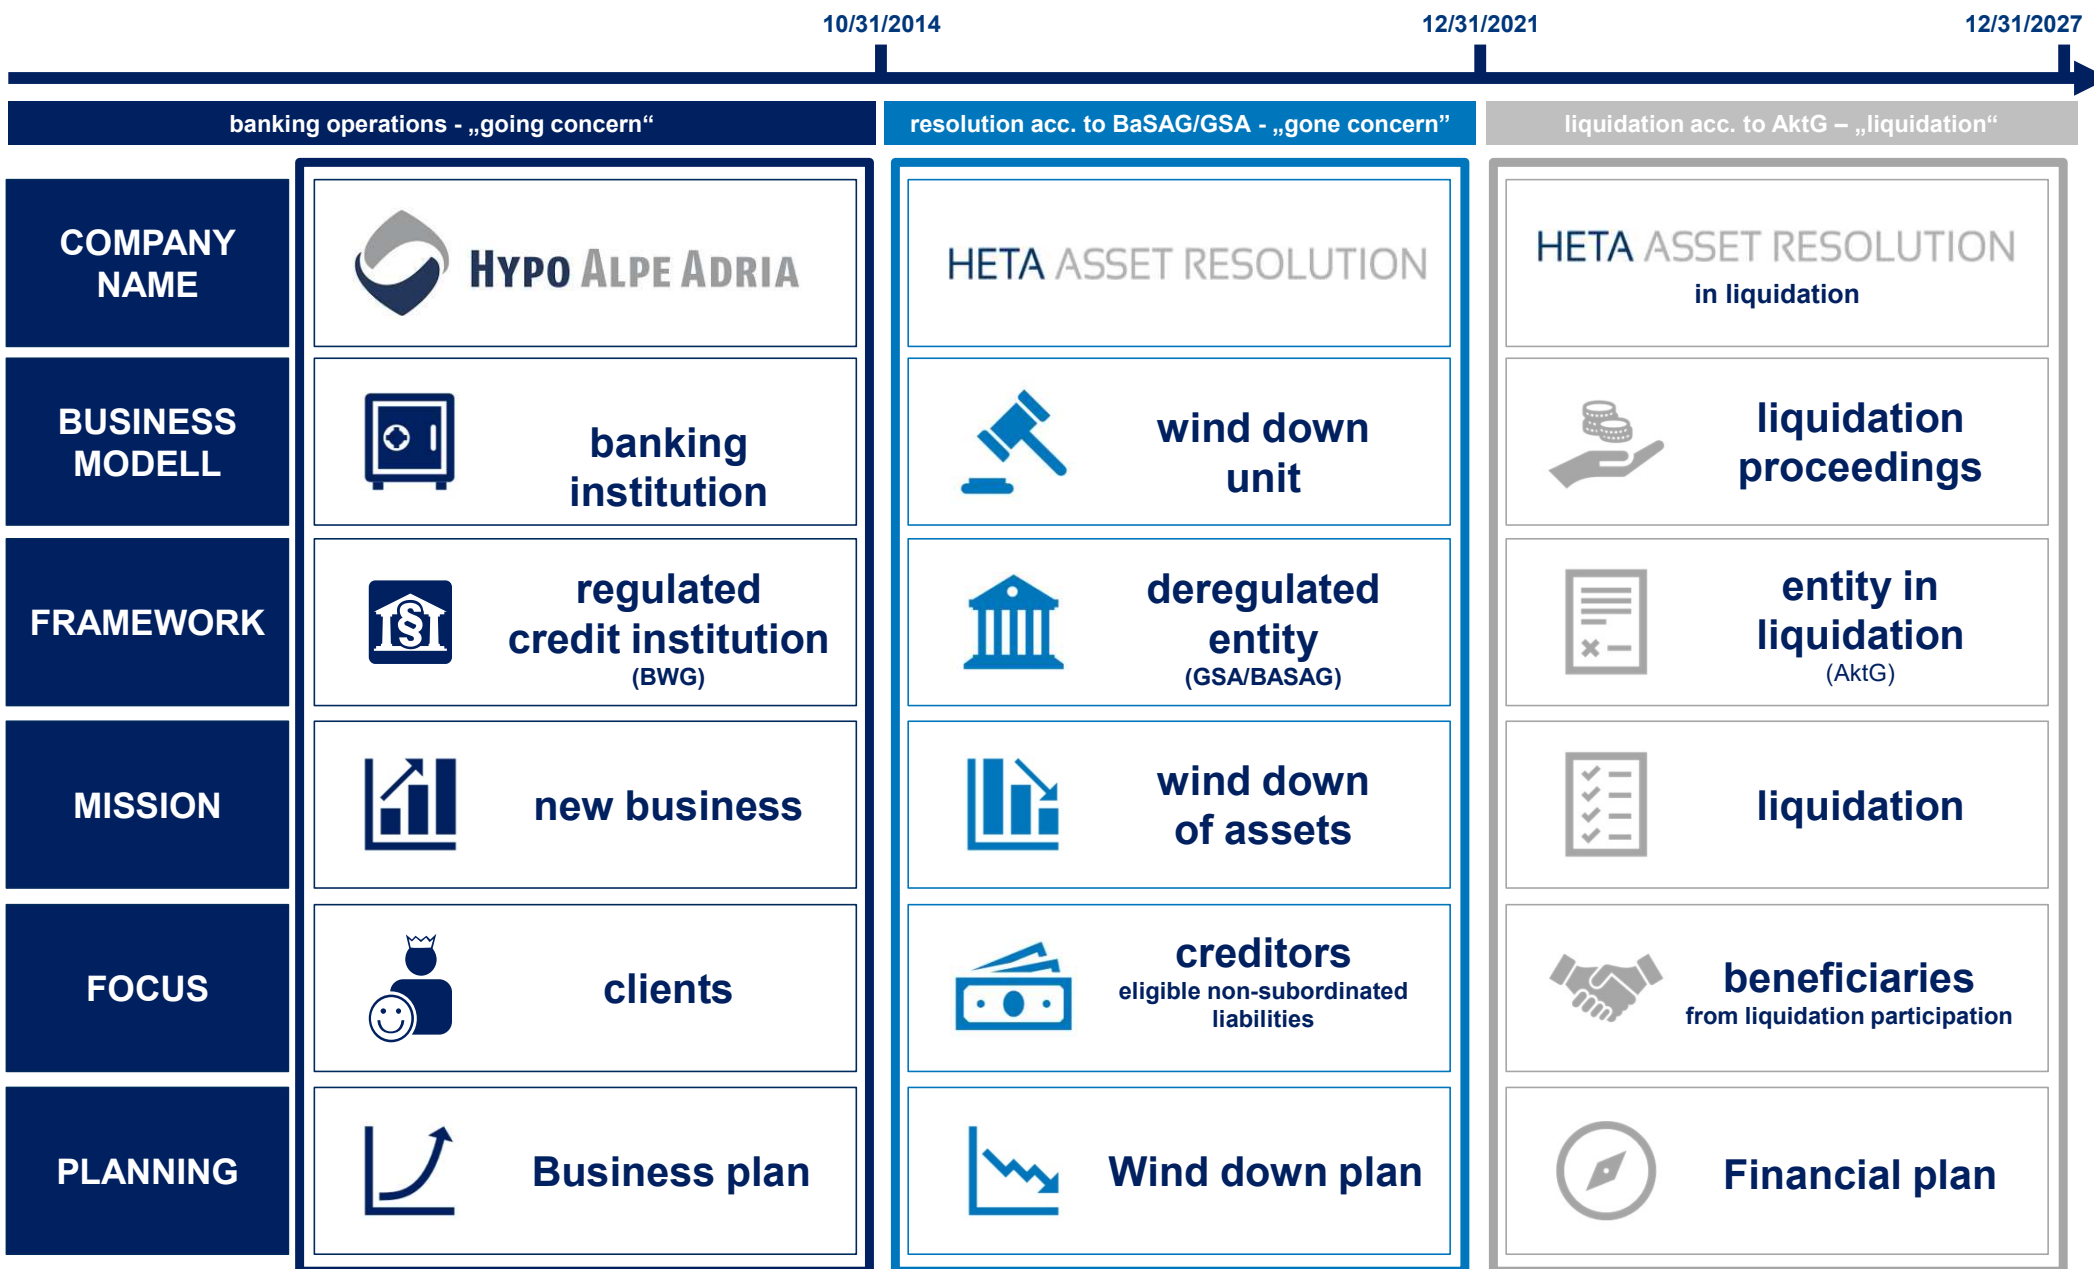 10/31/2014
12/31/2021
12/31/2027
banking operations - „going concern“
resolution acc. to BaSAG/GSA - „gone concern”
liquidation acc. to AktG – „liquidation“
COMPANY
NAME
HYPO ALPE ADRIA
HETA ASSET RESOLUTION
HETA ASSET RESOLUTION
in liquidation
BUSINESS
MODELL
banking
institution
wind down
unit
liquidation
proceedings
FRAMEWORK
regulated
credit institution
(BWG)
deregulated
entity
(GSA/BASAG)
entity in
liquidation
(AktG)
MISSION
new business
wind down
of assets
liquidation
FOCUS
clients
creditors
eligible non-subordinated
liabilities
beneficiaries
from liquidation participation
PLANNING
Business plan
Wind down plan
Financial plan